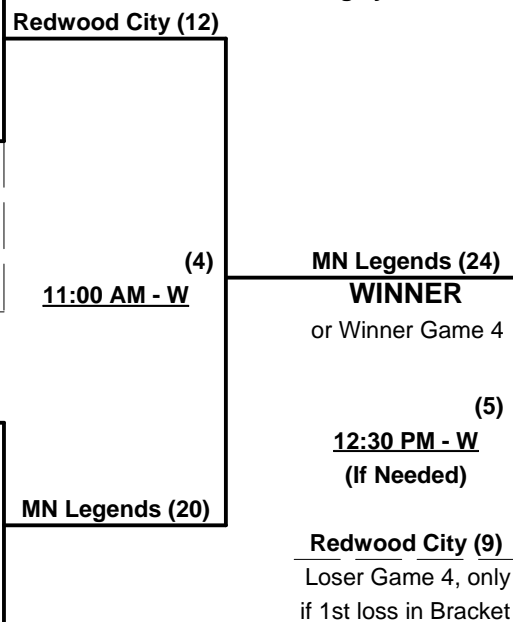 Redwood City (12)
(4)
11:00 AM - W
MN Legends (24)
WINNER
or Winner Game 4
(5)
12:30 PM - W
(If Needed)
MN Legends (20)
Redwood City (9)
Loser Game 4, only
if 1st loss in Bracket